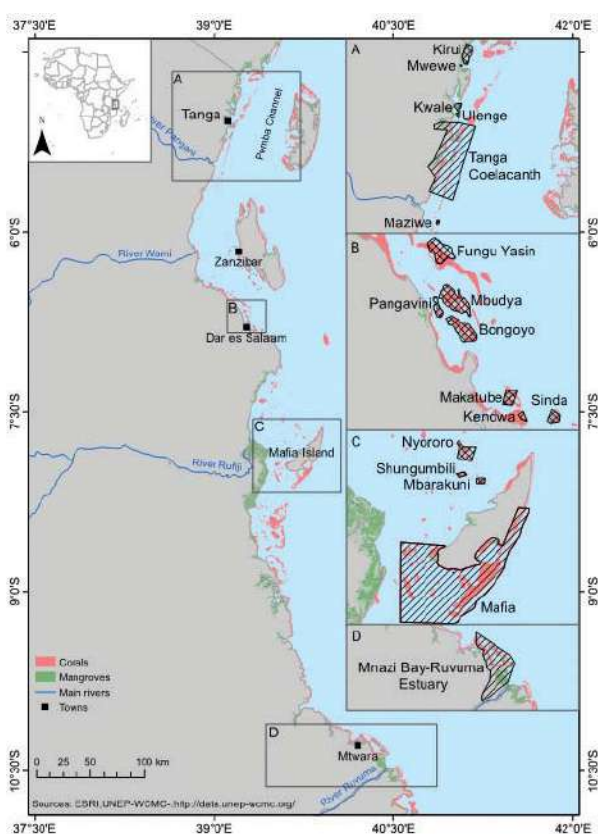 37°30'E
39°0'E
40°30'E
42°0'E
N
A
Tanga
Pemba Channel
River Pangani
Zanzibar
River Wami
B
Dar es Salaam
C
Mafia Island
River Rufiji
D
Mtwara
River Ruvuma
Corals
Mangroves
Main rivers
Towns
0 25 50 100 km
Sources: ESRI,UNEP-WCMC-,http://data.unep-wcmc.org/
A
Kirui
Mwewe
Kwale
Ulenge
Tanga
Coelacanth
Maziwe
B
Fungu Yasin
Mbudya
Pangavini
Bongoyo
Makatube
Sinda
Kendwa
C
Nyororo
Shungumbili
Mbarakuni
Mafia
D
Mnazi Bay-Ruvuma
Estuary
6°0'S
7°30'S
9°0'S
10°30'S
6°0'S
7°30'S
9°0'S
10°30'S
37°30'E
39°0'E
40°30'E
42°0'E